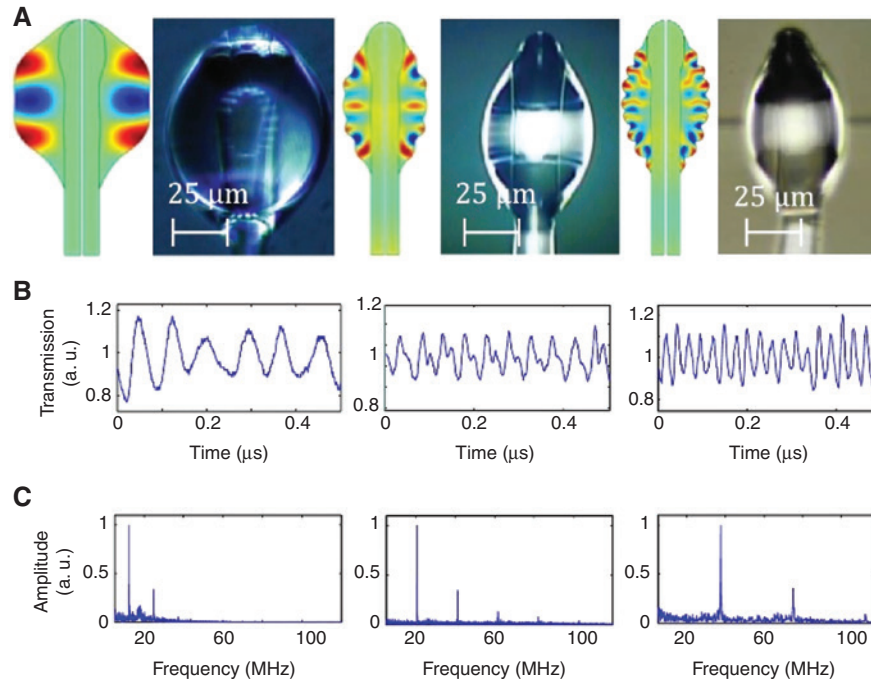 A
25 μm
25 μm
25 μm
B
Transmission
(a. u.)
1.2
1
0.8
0
0.2
0.4
Time (μs)
1.2
1
0.8
0
0.2
0.4
Time (μs)
1.2
1
0.8
0
0.2
0.4
Time (μs)
C
Amplitude
(a. u.)
1
0.5
0
20
60
100
Frequency (MHz)
1
0.5
0
20
60
100
Frequency (MHz)
1
0.5
0
20
60
100
Frequency (MHz)